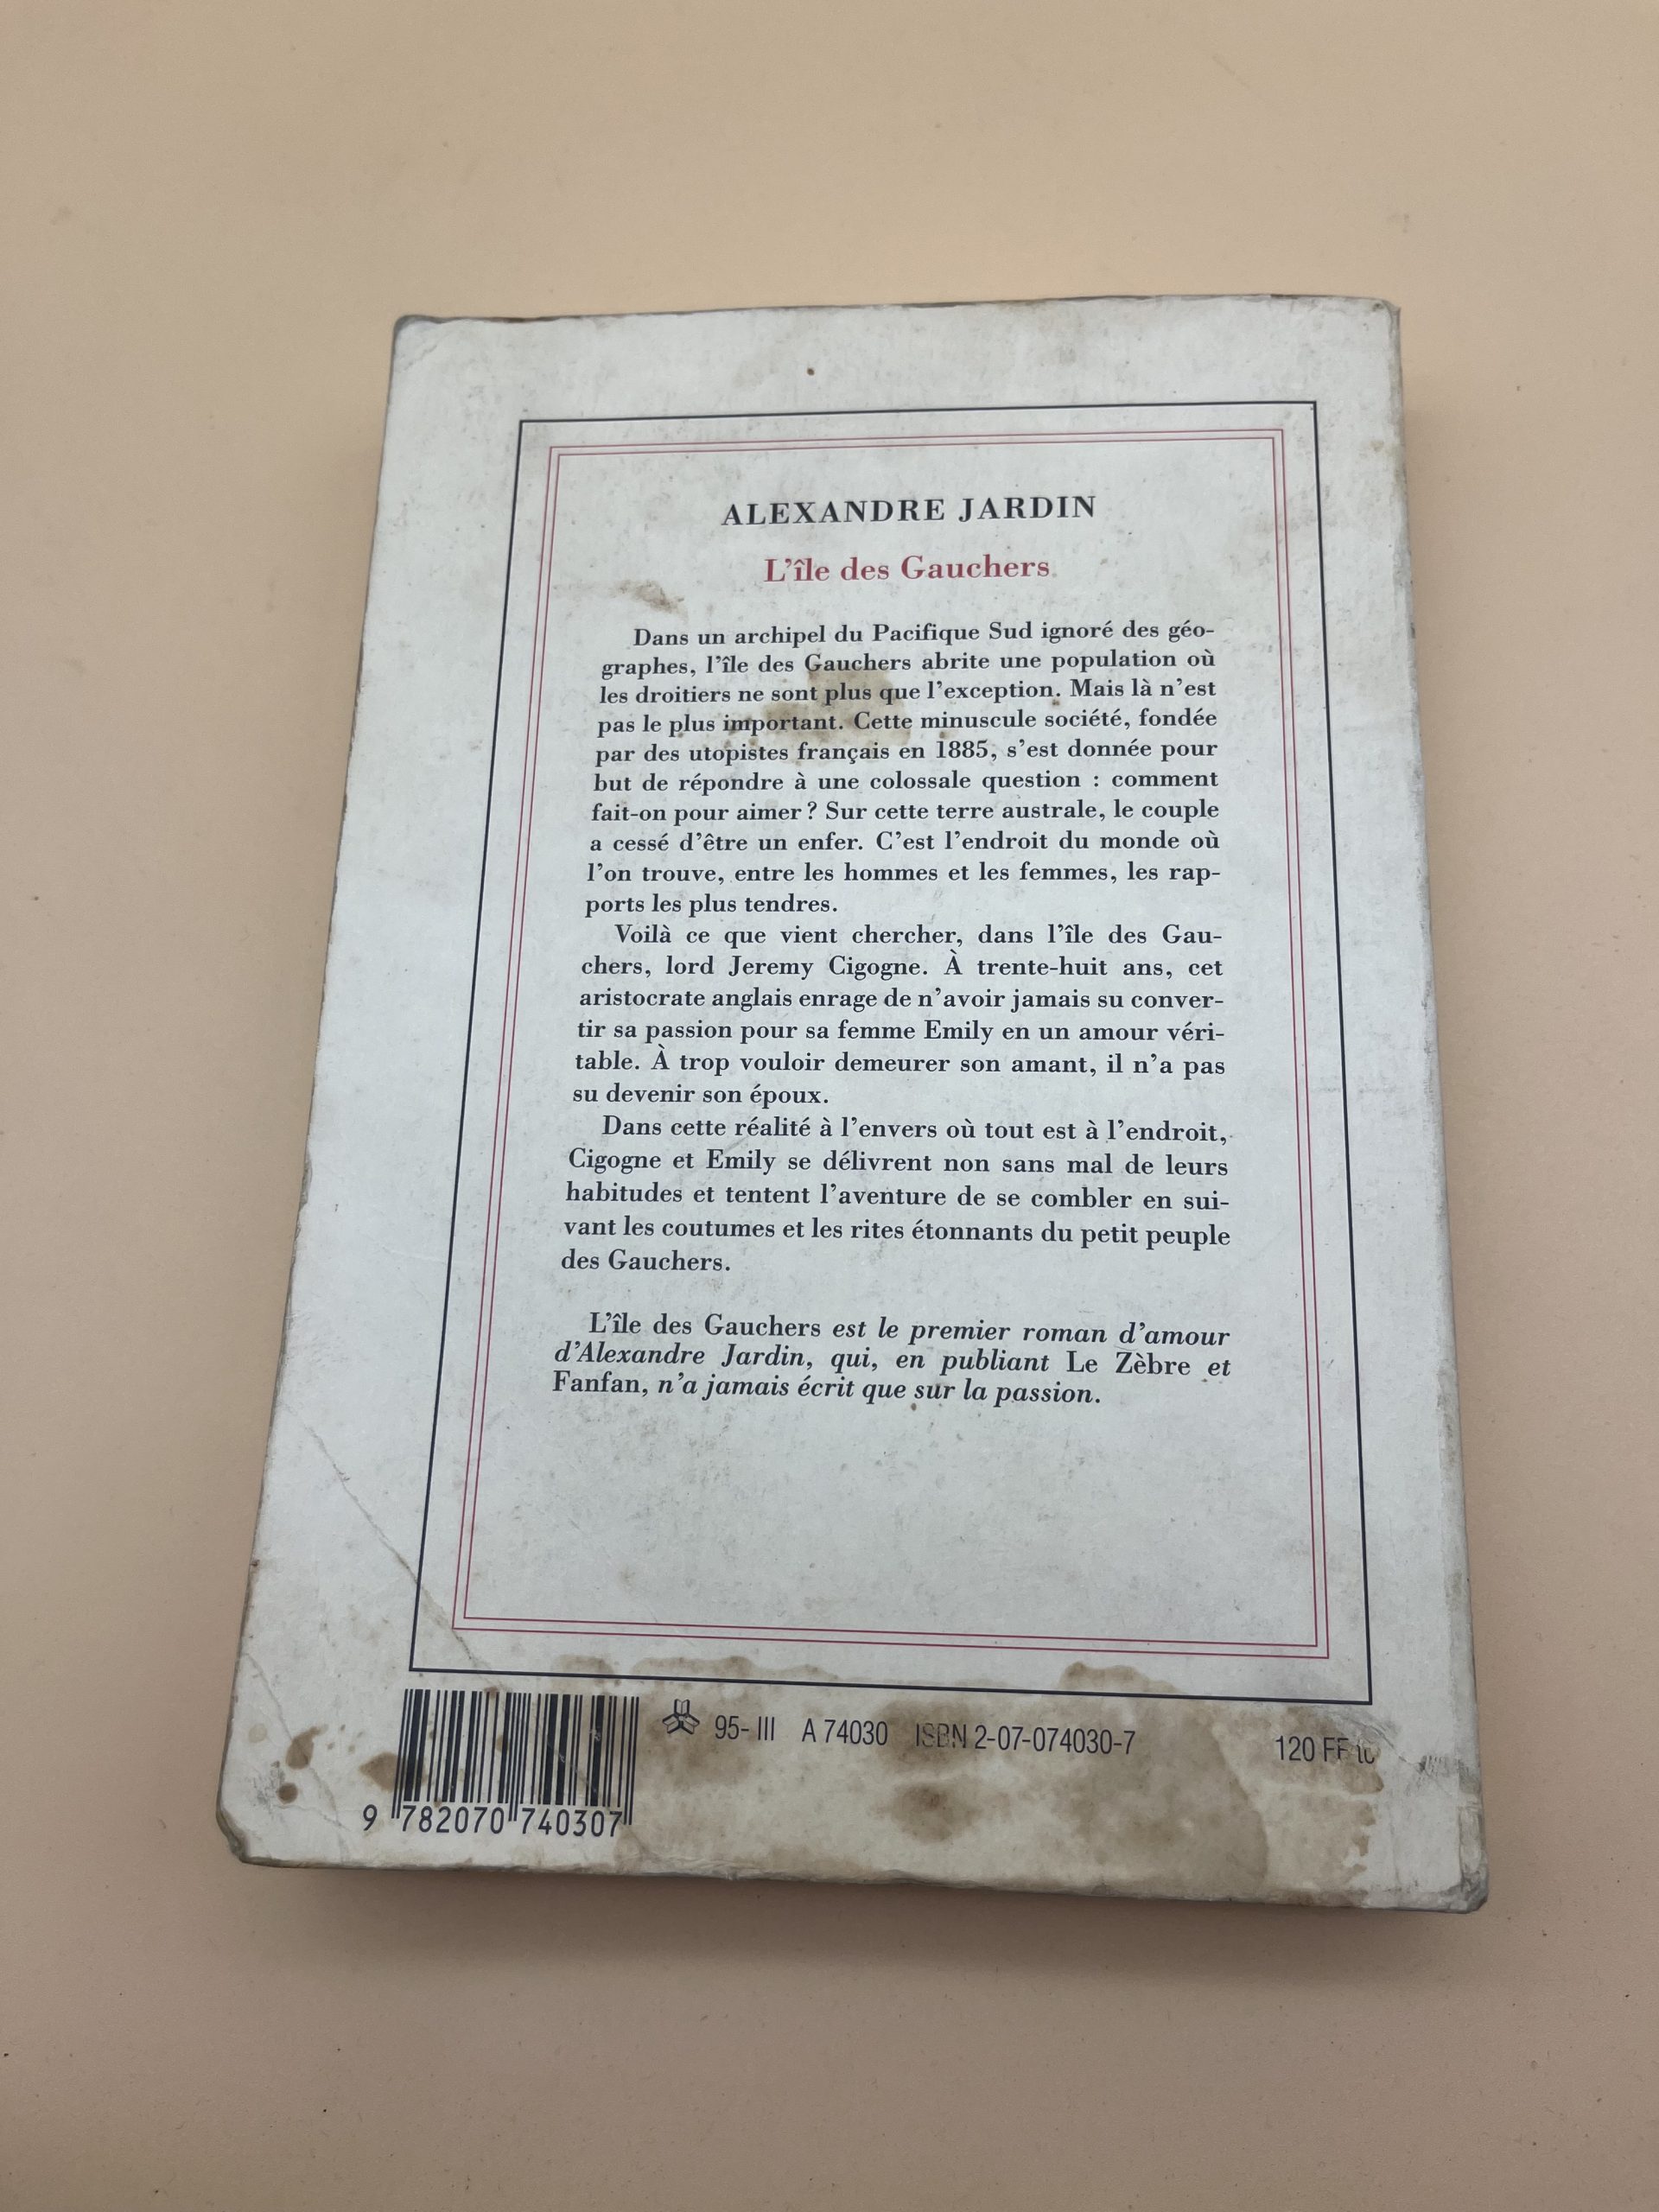 ALEXANDRE JARDIN
L'île des Gauchers
Dans un archipel du Pacifique Sud ignoré des géo-
graphes, l'île des Gauchers abrite une population où
les droitiers ne sont plus que l'exception. Mais là n'est
pas le plus important. Cette minuscule société, fondée
par des utopistes français en 1885, s'est donnée pour
but de répondre à une colossale question : comment
fait-on pour aimer ? Sur cette terre australe, le couple
a cessé d'être un enfer. C'est l'endroit du monde où
l'on trouve, entre les hommes et les femmes, les rap-
ports les plus tendres.
Voilà ce que vient chercher, dans l'île des Gau-
chers, lord Jeremy Cigogne. À trente-huit ans, cet
aristocrate anglais enrage de n'avoir jamais su conver-
tir sa passion pour sa femme Emily en un amour véri-
table. À trop vouloir demeurer son amant, il n'a pas
su devenir son époux.
Dans cette réalité à l'envers où tout est à l'endroit,
Cigogne et Emily se délivrent non sans mal de leurs
habitudes et tentent l'aventure de se combler en sui-
vant les coutumes et les rites étonnants du petit peuple
des Gauchers.
L'île des Gauchers est le premier roman d'amour
d'Alexandre Jardin, qui, en publiant Le Zèbre et
Fanfan, n'a jamais écrit que sur la passion.
95-III A 74030 ISBN 2-07-074030-7
120 FF
9 782070 740307